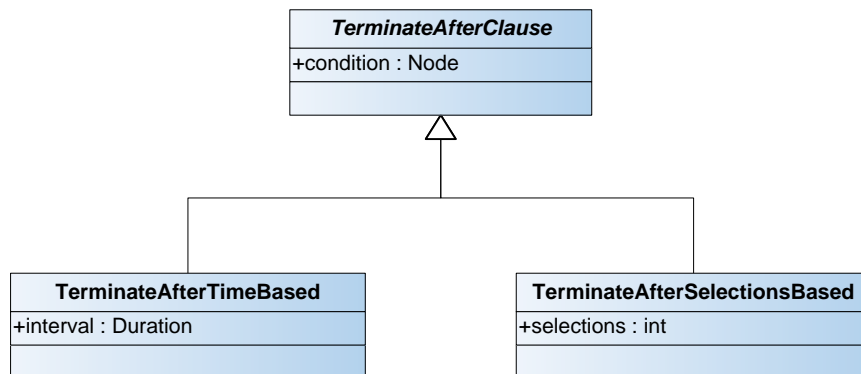 TerminateAfterClause
+condition : Node
TerminateAfterTimeBased
+interval : Duration
TerminateAfterSelectionsBased
+selections : int